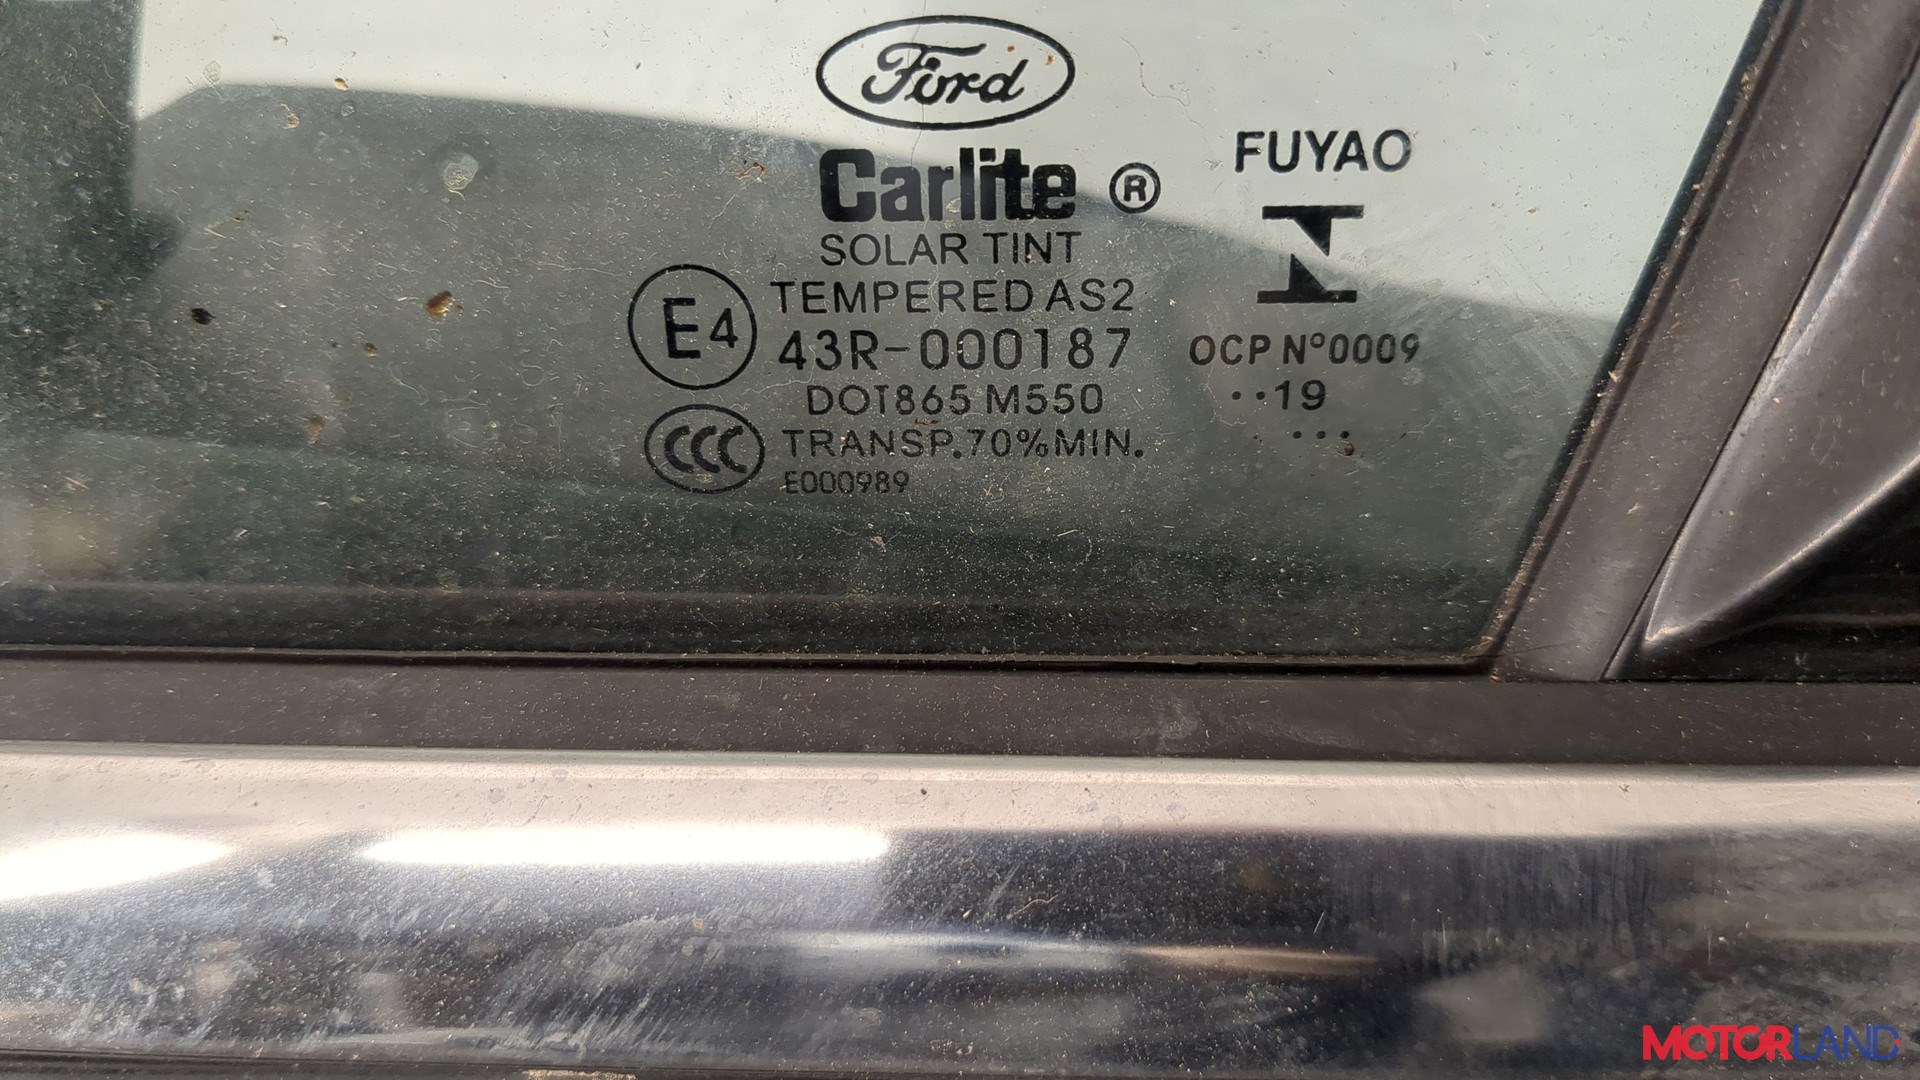 Ford
Carlite ®
SOLAR TINT
TEMPERED AS2
E4
43R-000187
DOT865 M550
CCC
TRANSP.70%MIN.
E000989
FUYAO
OCP N°0009
··19
···
MOTORLAND